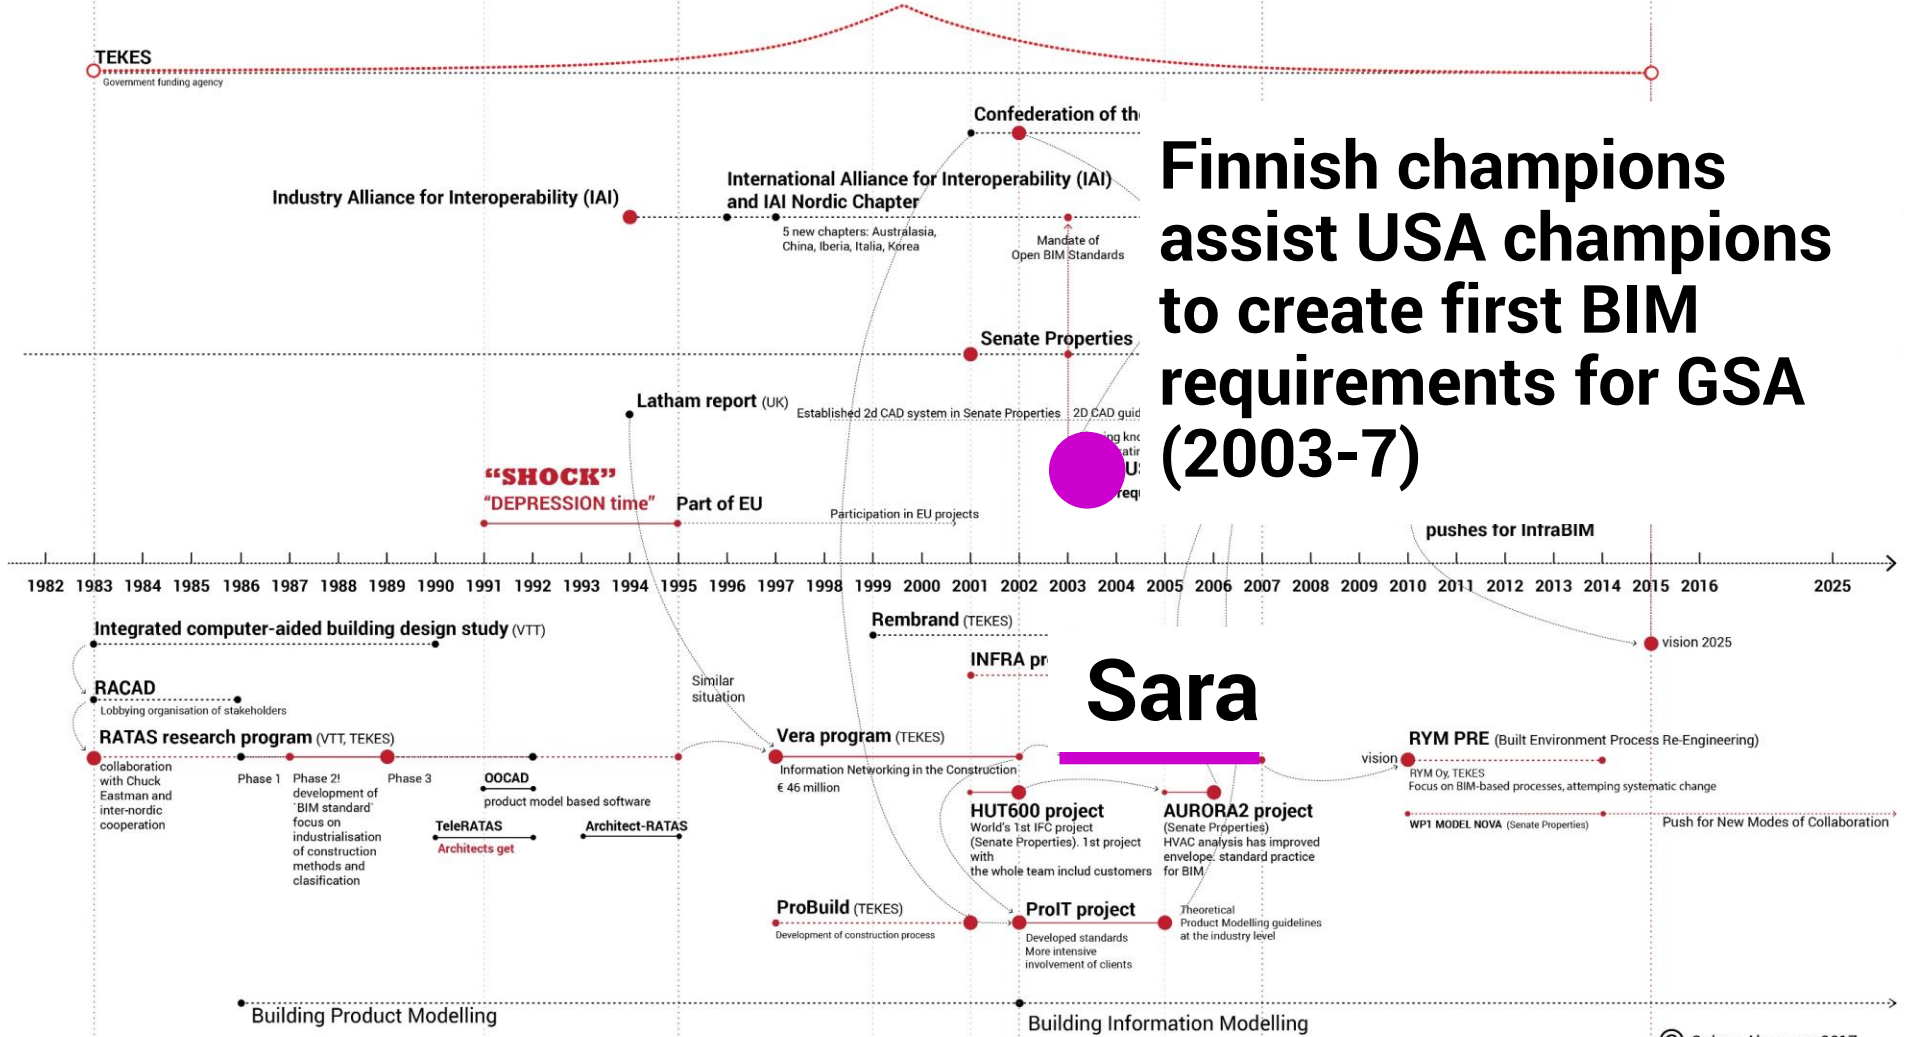 TEKES
Government funding agency
Confederation of the
Industry Alliance for Interoperability (IAI)
International Alliance for Interoperability (IAI)
and IAI Nordic Chapter
5 new chapters: Australasia,
China, Iberia, Italia, Korea
Mandate of
Open BIM Standards
Finnish champions
assist USA champions
to create first BIM
requirements for GSA
(2003-7)
Senate Properties
Latham report (UK)
Established 2d CAD system in Senate Properties
2D CAD guid
"SHOCK"
"DEPRESSION time"
Part of EU
Participation in EU projects
pushes for InfraBIM
1982 1983 1984 1985 1986 1987 1988 1989 1990 1991 1992 1993 1994 1995 1996 1997 1998 1999 2000 2001 2002 2003 2004 2005 2006 2007 2008 2009 2010 2011 2012 2013 2014 2015 2016 2025
Integrated computer-aided building design study (VTT)
RACAD
Lobbying organisation of stakeholders
RATAS research program (VTT, TEKES)
collaboration
with Chuck
Eastman and
inter-nordic
cooperation
Phase 1
Phase 2!
development of
`BIM standard`
focus on
industrialisation
of construction
methods and
clasification
Phase 3
OOCAD
product model based software
TeleRATAS
Architects get
Architect-RATAS
Similar
situation
Rembrand (TEKES)
INFRA pr
Sara
vision 2025
Vera program (TEKES)
Information Networking in the Construction
€ 46 million
HUT600 project
World's 1st IFC project
(Senate Properties). 1st project
with
the whole team includ customers
AURORA2 project
(Senate Properties)
HVAC analysis has improved
envelope. standard practice
for BIM
vision
RYM PRE (Built Environment Process Re-Engineering)
RYM Oy, TEKES
Focus on BIM-based processes, attemping systematic change
WP1 MODEL NOVA (Senate Properties)
Push for New Modes of Collaboration
ProBuild (TEKES)
Development of construction process
ProIT project
Developed standards
More intensive
involvement of clients
Theoretical
Product Modelling guidelines
at the industry level
Building Product Modelling
Building Information Modelling